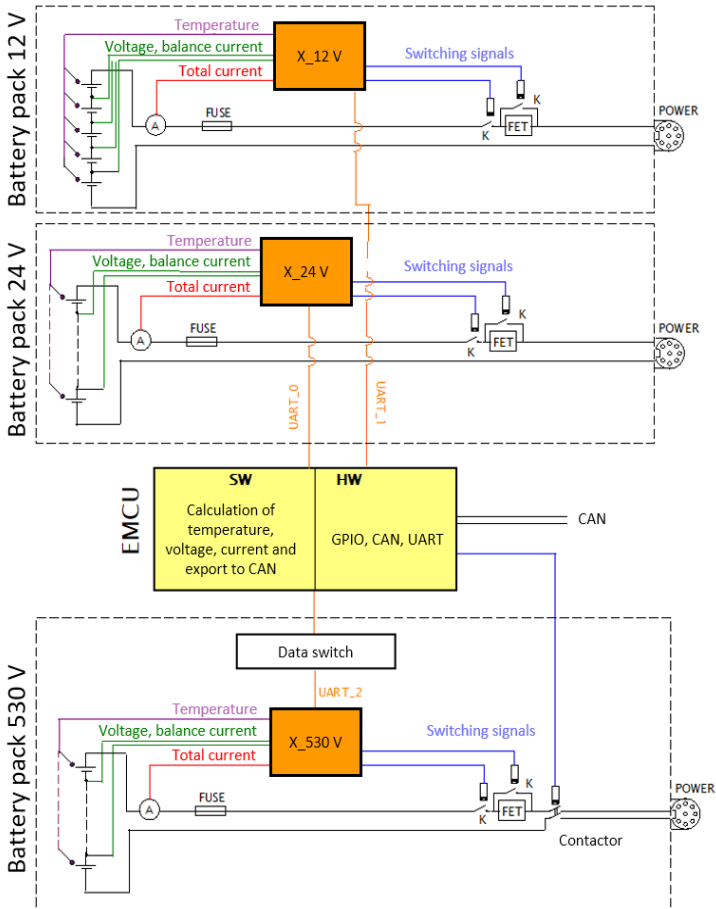 Battery pack 12 V
Temperature
Voltage, balance current
Total current
X_12 V
Switching signals
A
FUSE
K
K
FET
POWER
Battery pack 24 V
Temperature
Voltage, balance current
Total current
X_24 V
Switching signals
A
FUSE
K
K
FET
POWER
UART_0
UART_1
EMCU
SW
Calculation of
temperature,
voltage, current and
export to CAN
HW
GPIO, CAN, UART
CAN
Battery pack 530 V
Data switch
UART_2
Temperature
Voltage, balance current
Total current
X_530 V
Switching signals
A
FUSE
K
K
FET
POWER
Contactor